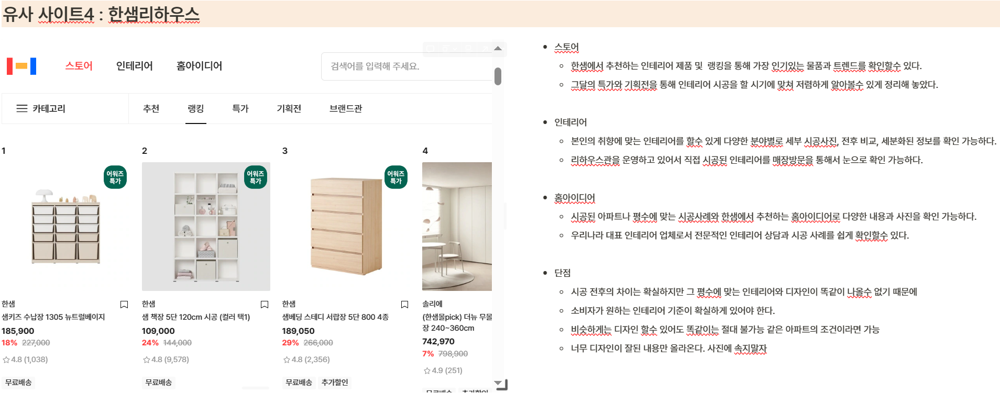 유사 사이트4 : 한샘리하우스
스토어 인테리어 홈아이디어
검색어를 입력해 주세요.
카테고리 추천 랭킹 특가 기획전 브랜드관
1
어워즈
특가
한샘
샘키즈 수납장 1305 뉴트럴베이지
185,900
18% 227,000
4.8 (1,038)
무료배송
2
어워즈
특가
한샘
샘 책장 5단 120cm 시공 (컬러 택1)
109,000
24% 144,000
4.8 (9,578)
무료배송
3
어워즈
특가
한샘
샘베딩 스테디 서랍장 5단 800 4종
189,050
29% 266,000
4.8 (2,356)
무료배송 추가할인
4
솔리에
(한샘몰pick) 더뉴 무몰
장 240~360cm
742,970
7% 798,900
4.9 (251)
무료배송 추가할인
스토어
한샘에서 추천하는 인테리어 제품 및 랭킹을 통해 가장 인기있는 물품과 트렌드를 확인할수 있다.
그달의 특가와 기획전을 통해 인테리어 시공을 할 시기에 맞쳐 저렴하게 알아볼수 있게 정리해 놓았다.
인테리어
본인의 취향에 맞는 인테리어를 할수 있게 다양한 분야별로 세부 시공사진, 전후 비교, 세분화된 정보를 확인 가능하다.
리하우스관을 운영하고 있어서 직접 시공된 인테리어를 매장방문을 통해서 눈으로 확인 가능하다.
홈아이디어
시공된 아파트나 평수에 맞는 시공사례와 한샘에서 추천하는 홈아이디어로 다양한 내용과 사진을 확인 가능하다.
우리나라 대표 인테리어 업체로서 전문적인 인테리어 상담과 시공 사례를 쉽게 확인할수 있다.
단점
시공 전후의 차이는 확실하지만 그 평수에 맞는 인테리어와 디자인이 똑같이 나올수 없기 때문에
소비자가 원하는 인테리어 기준이 확실하게 있어야 한다.
비슷하게는 디자인 할수 있어도 똑같이는 절대 불가능 같은 아파트의 조건이라면 가능
너무 디자인이 잘된 내용만 올라온다. 사진에 속지말자